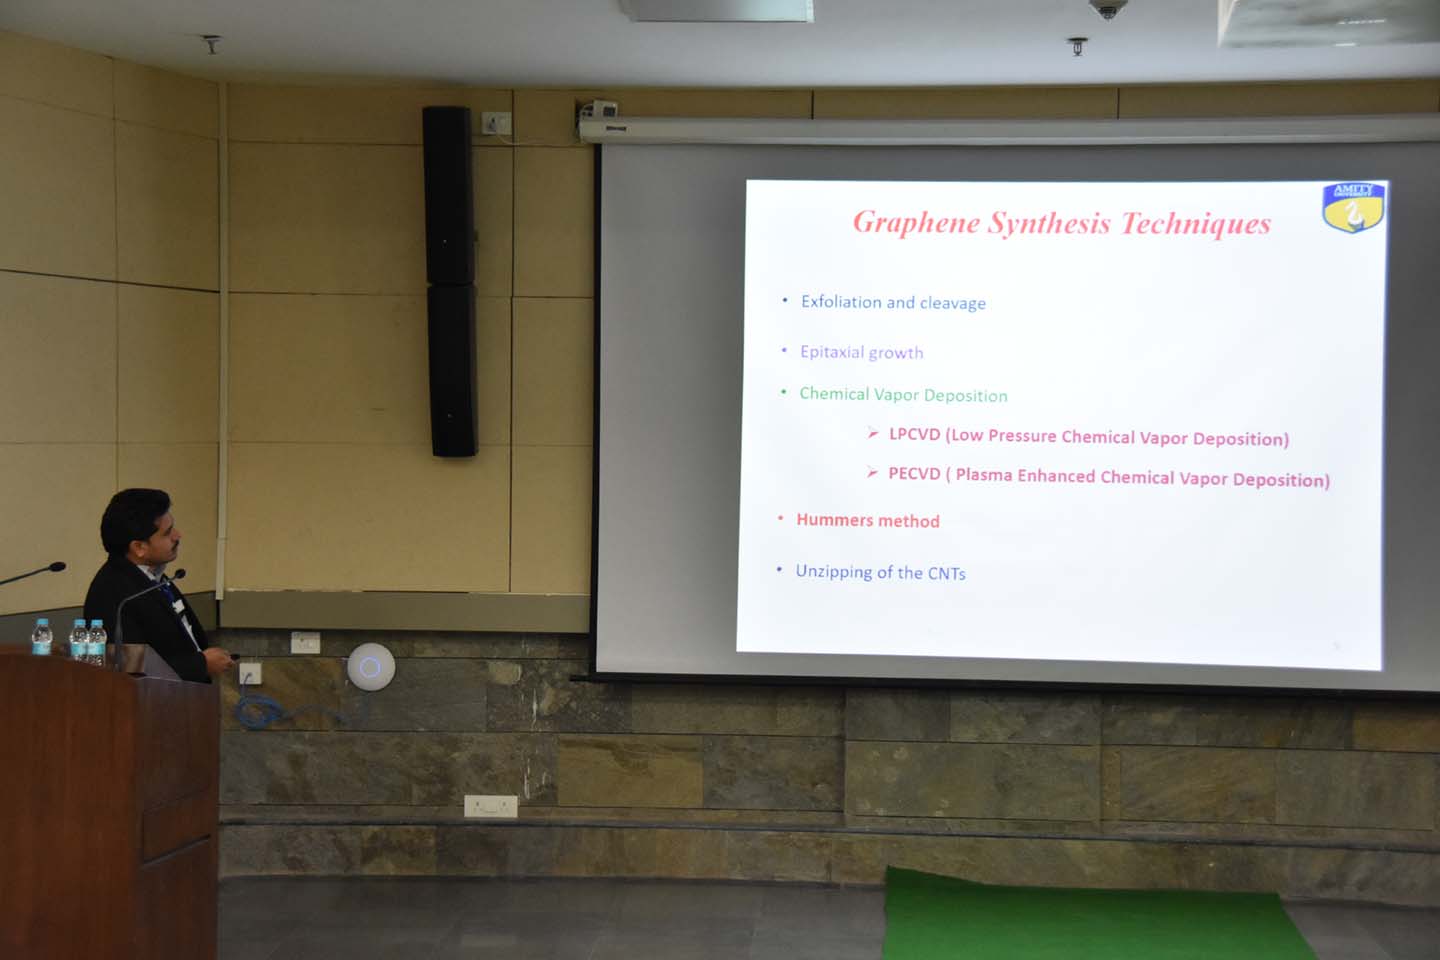 AMITY
UNIVERSITY
Graphene Synthesis Techniques
• Exfoliation and cleavage
• Epitaxial growth
• Chemical Vapor Deposition
➢ LPCVD (Low Pressure Chemical Vapor Deposition)
➢ PECVD ( Plasma Enhanced Chemical Vapor Deposition)
• Hummers method
• Unzipping of the CNTs